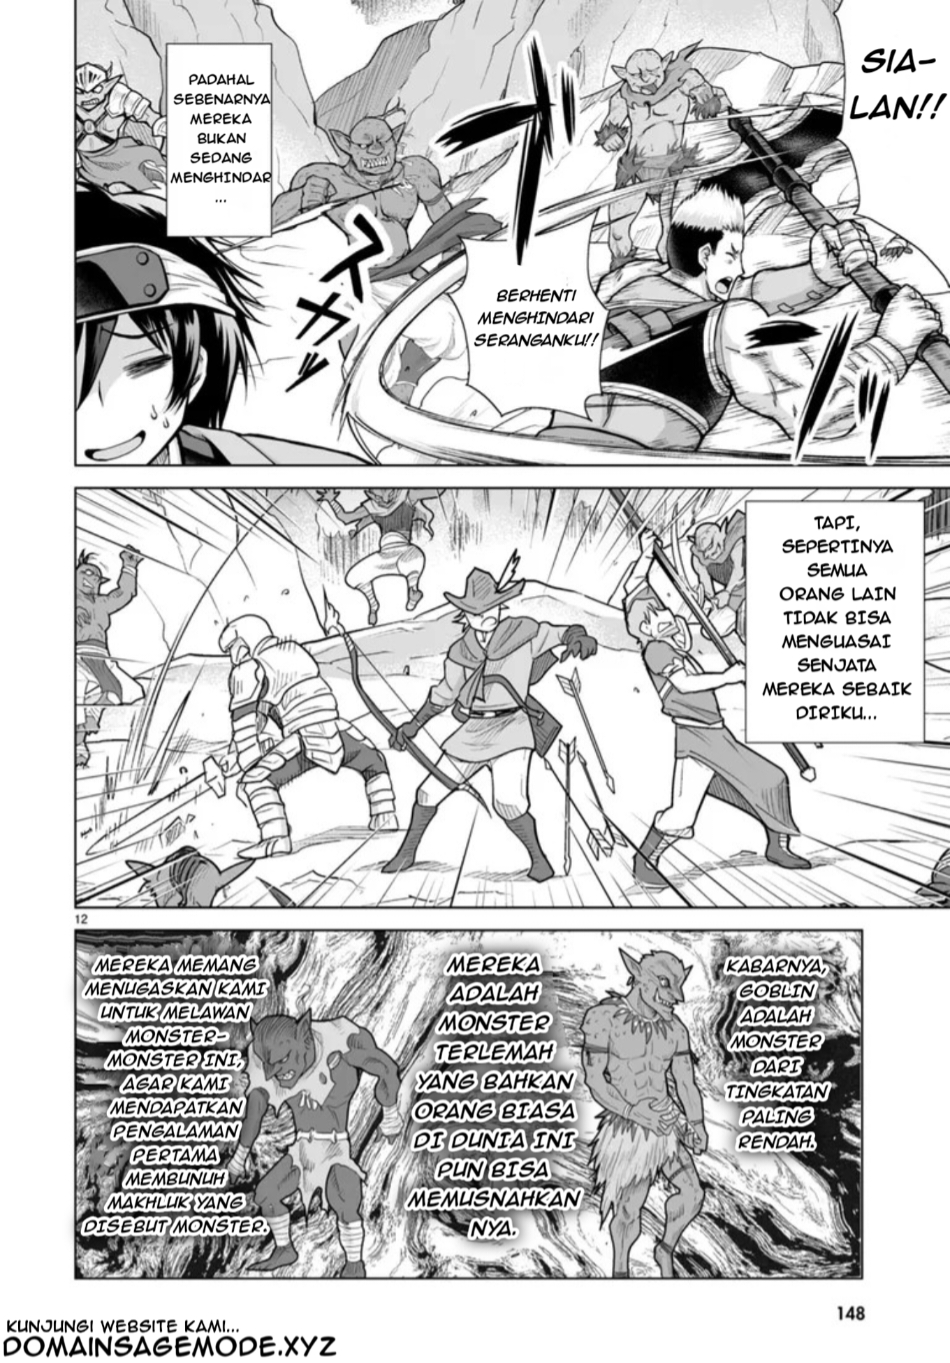 SIA-
LAN!!
BERHENTI
MENGHINDARI
SERANGANKU!!
スカッ
PADAHAL
SEBENARNYA
MEREKA
BUKAN
SEDANG
MENGHINDAR
...
TAPI,
SEPERTINYA
SEMUA
ORANG LAIN
TIDAK BISA
MENGUASAI
SENJATA
MEREKA SEBAIK
DIRIKU...
12
KABARNYA,
GOBLIN
ADALAH
MONSTER
DARI
TINGKATAN
PALING
RENDAH.
MEREKA
ADALAH
MONSTER
TERLEMAH
YANG BAHKAN
ORANG BIASA
DI DUNIA INI
PUN BISA
MEMUSNAHKAN
NYA.
MEREKA MEMANG
MENUGASKAN KAMI
UNTUK MELAWAN
MONSTER-
MONSTER INI,
AGAR KAMI
MENDAPATKAN
PENGALAMAN
PERTAMA
MEMBUNUH
MAKHLUK YANG
DISEBUT MONSTER.
148
KUNJUNGI WEBSITE KAMI...
DOMAINSAGEMODE.XYZ